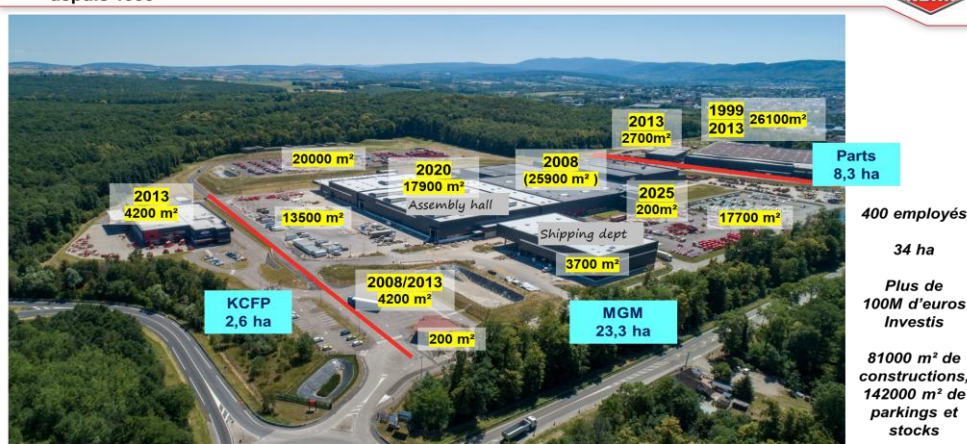 2013
2700m²
1999
2013
26100m²
20000 m²
2020
17900 m²
Assembly hall
2008
(25900 m² )
Parts
8,3 ha
2013
4200 m²
13500 m²
2025
200m²
17700 m²
Shipping dept
3700 m²
400 employés
34 ha
2008/2013
4200 m²
KCFP
2,6 ha
MGM
23,3 ha
200 m²
Plus de
100M d'euros
Investis
81000 m² de
constructions,
142000 m² de
parkings et
stocks